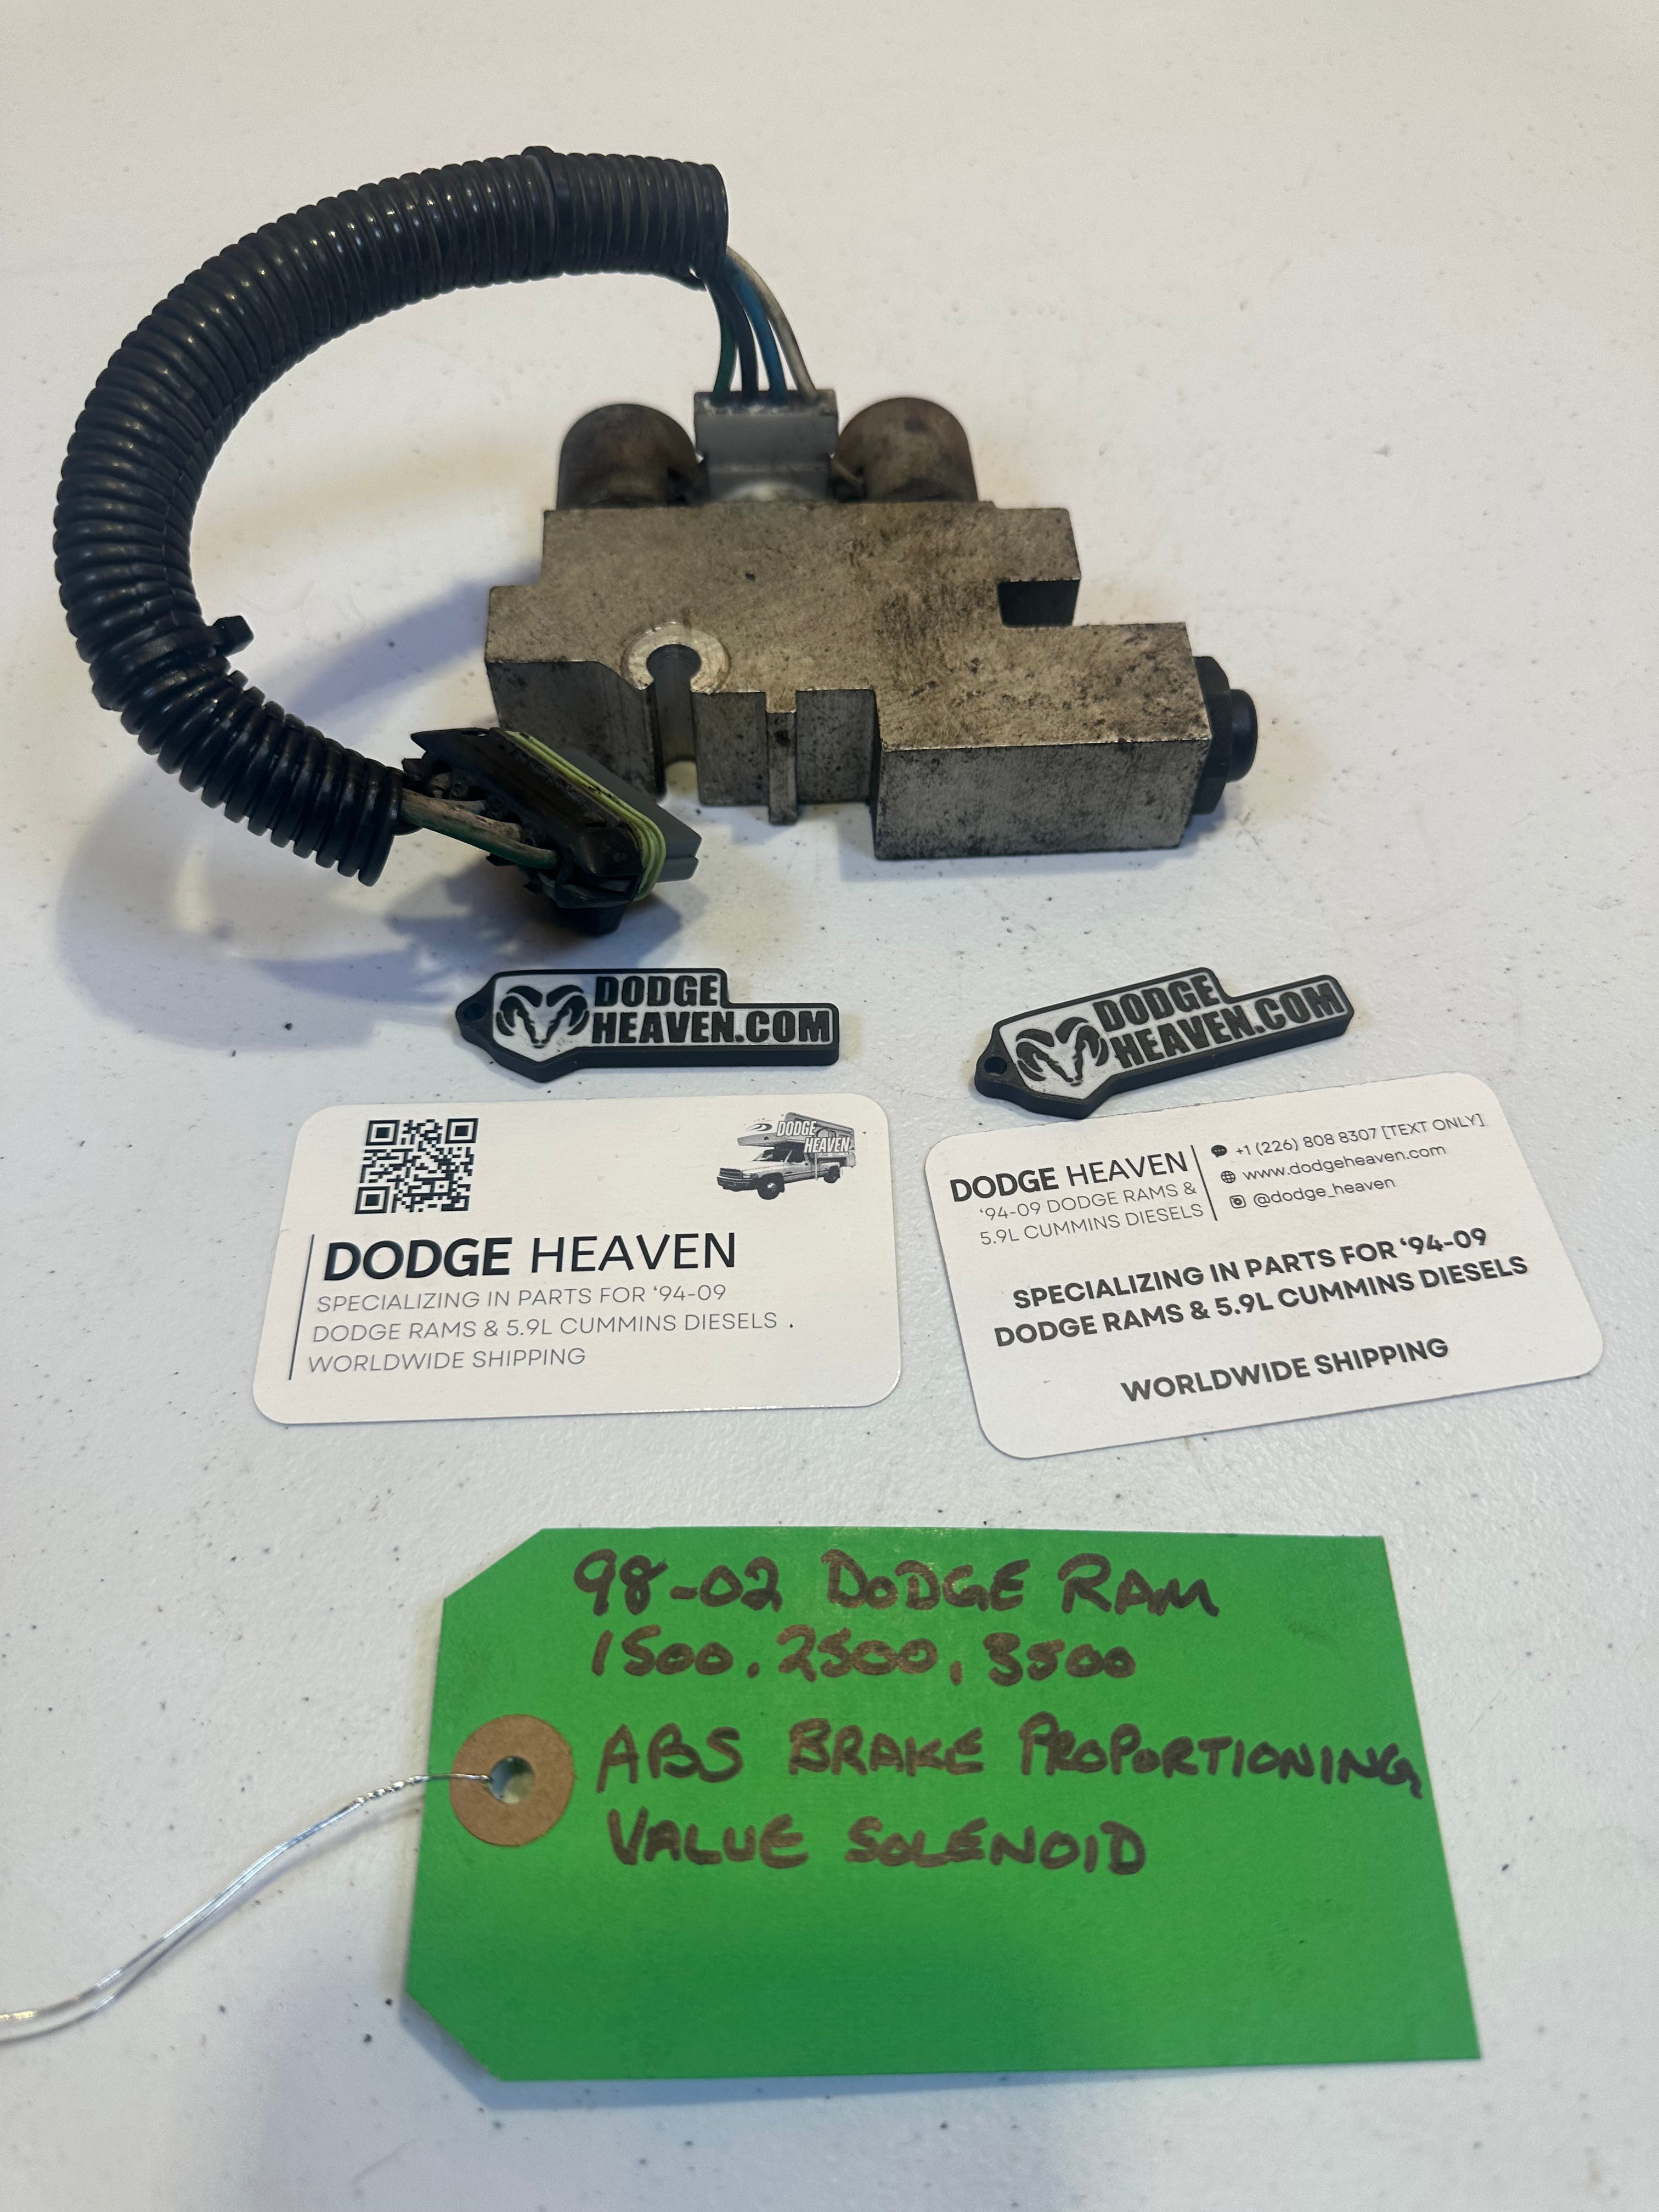 DODGE
HEAVEN.COM
DODGE
HEAVEN.COM
DODGE
HEAVEN
DODGE HEAVEN
SPECIALIZING IN PARTS FOR ‘94-09
DODGE RAMS & 5.9L CUMMINS DIESELS .
WORLDWIDE SHIPPING
DODGE HEAVEN
‘94-09 DODGE RAMS &
5.9L CUMMINS DIESELS
+1 (226) 808 8307 [TEXT ONLY]
www.dodgeheaven.com
@dodge_heaven
SPECIALIZING IN PARTS FOR ‘94-09
DODGE RAMS & 5.9L CUMMINS DIESELS
WORLDWIDE SHIPPING
98-02 DODGE RAM
1500, 2500, 3500
ABS BRAKE PROPORTIONING
VALUE SOLENOID